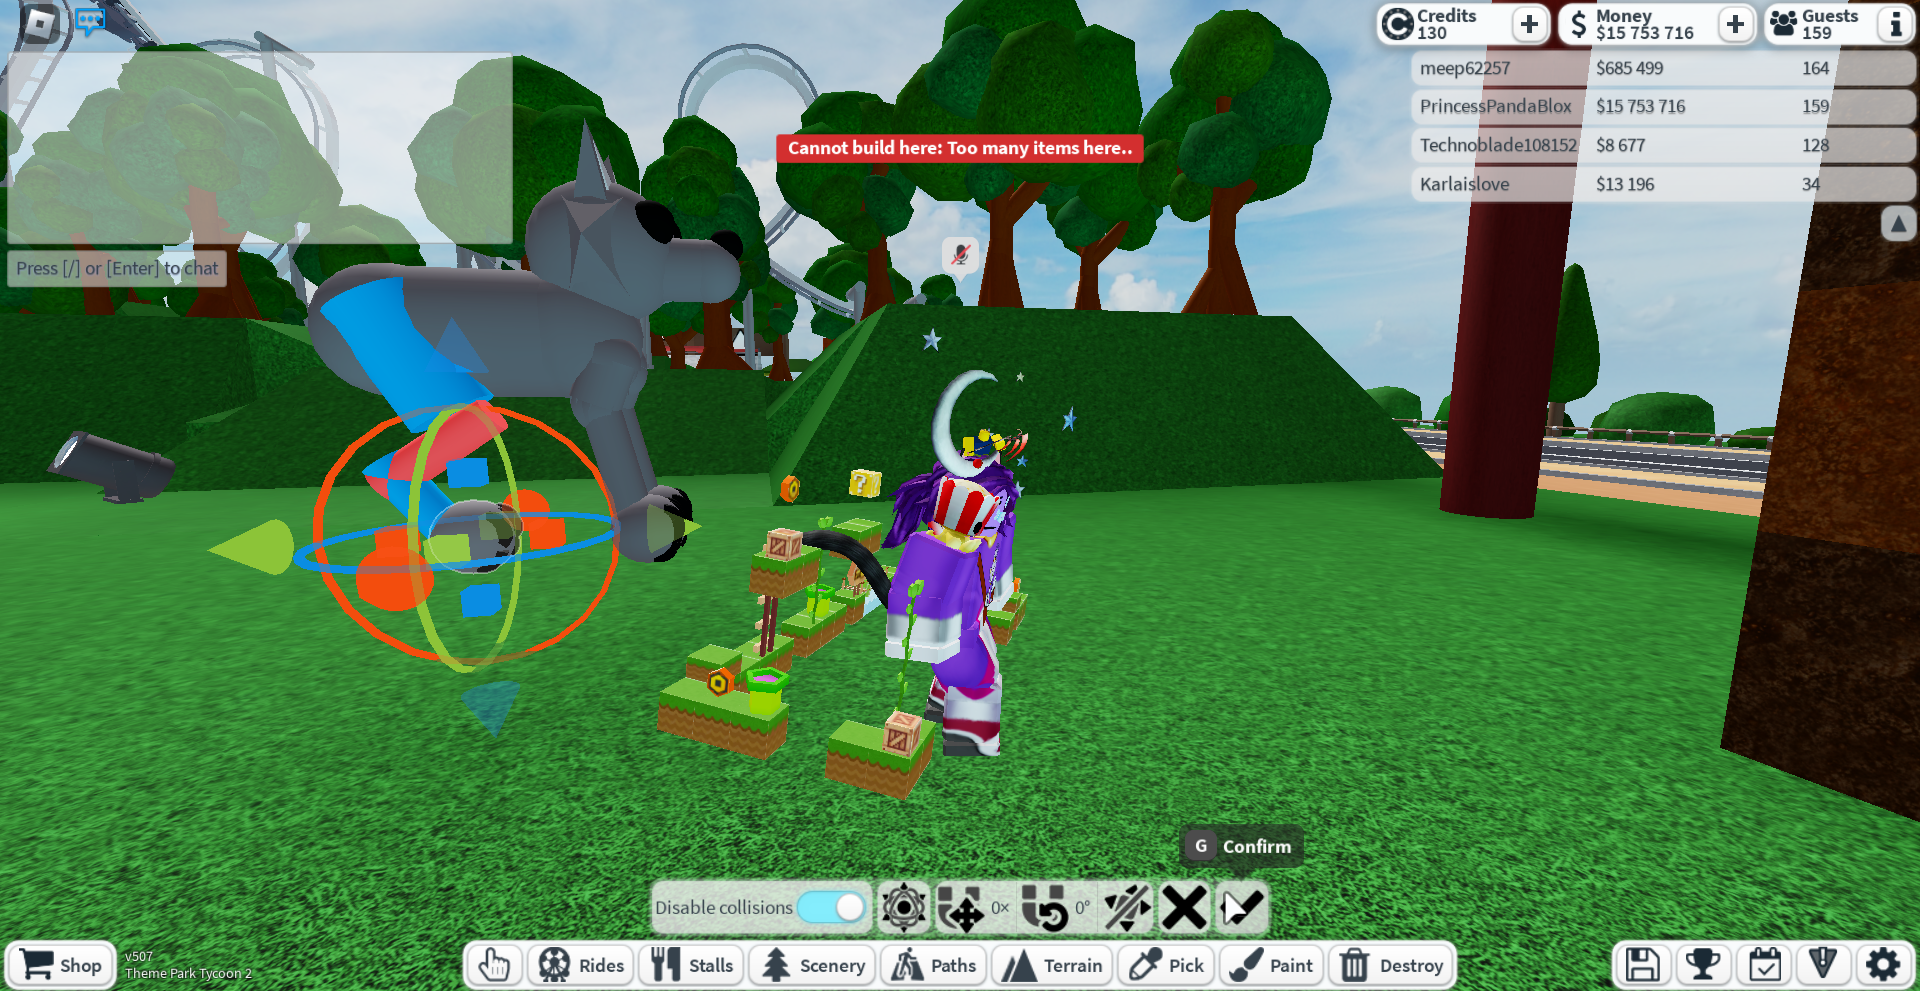 Credits
130
Money
$15 753 716
Guests
159
meep62257 $685 499 164
PrincessPandaBlox $15 753 716 159
Technoblade108152 $8 677 128
Karlaislove $13 196 34
Cannot build here: Too many items here..
Press [/] or [Enter] to chat
?
G Confirm
Disable collisions 0× 0°
Shop
v507
Theme Park Tycoon 2
Rides
Stalls
Scenery
Paths
Terrain
Pick
Paint
Destroy